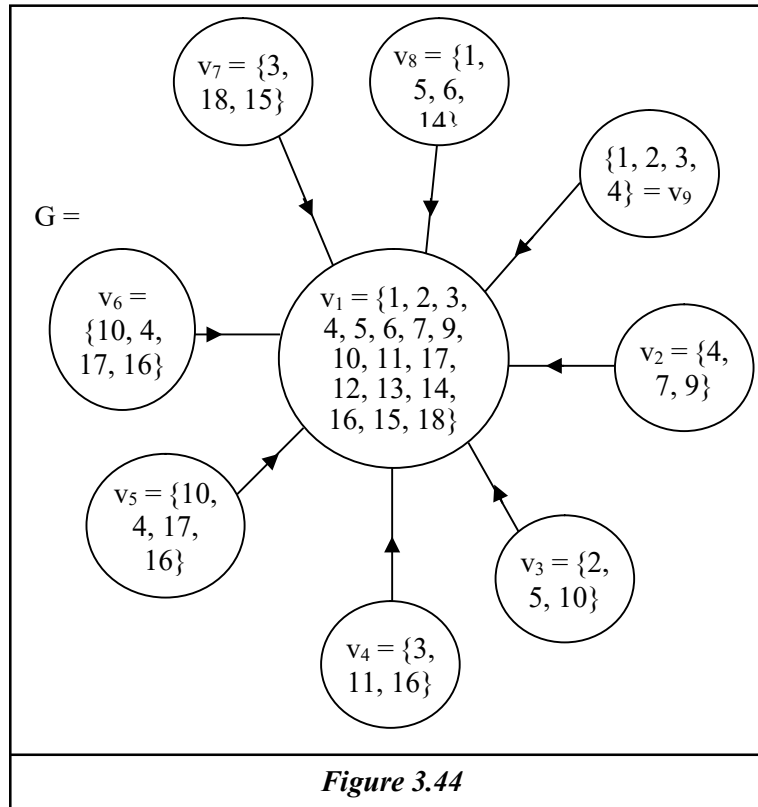 v₇ = {3,
18, 15}
v₈ = {1,
5, 6,
14}
{1, 2, 3,
4} = v₉
G =
v₆ =
{10, 4,
17, 16}
v₁ = {1, 2, 3,
4, 5, 6, 7, 9,
10, 11, 17,
12, 13, 14,
16, 15, 18}
v₂ = {4,
7, 9}
v₅ = {10,
4, 17,
16}
v₃ = {2,
5, 10}
v₄ = {3,
11, 16}
Figure 3.44